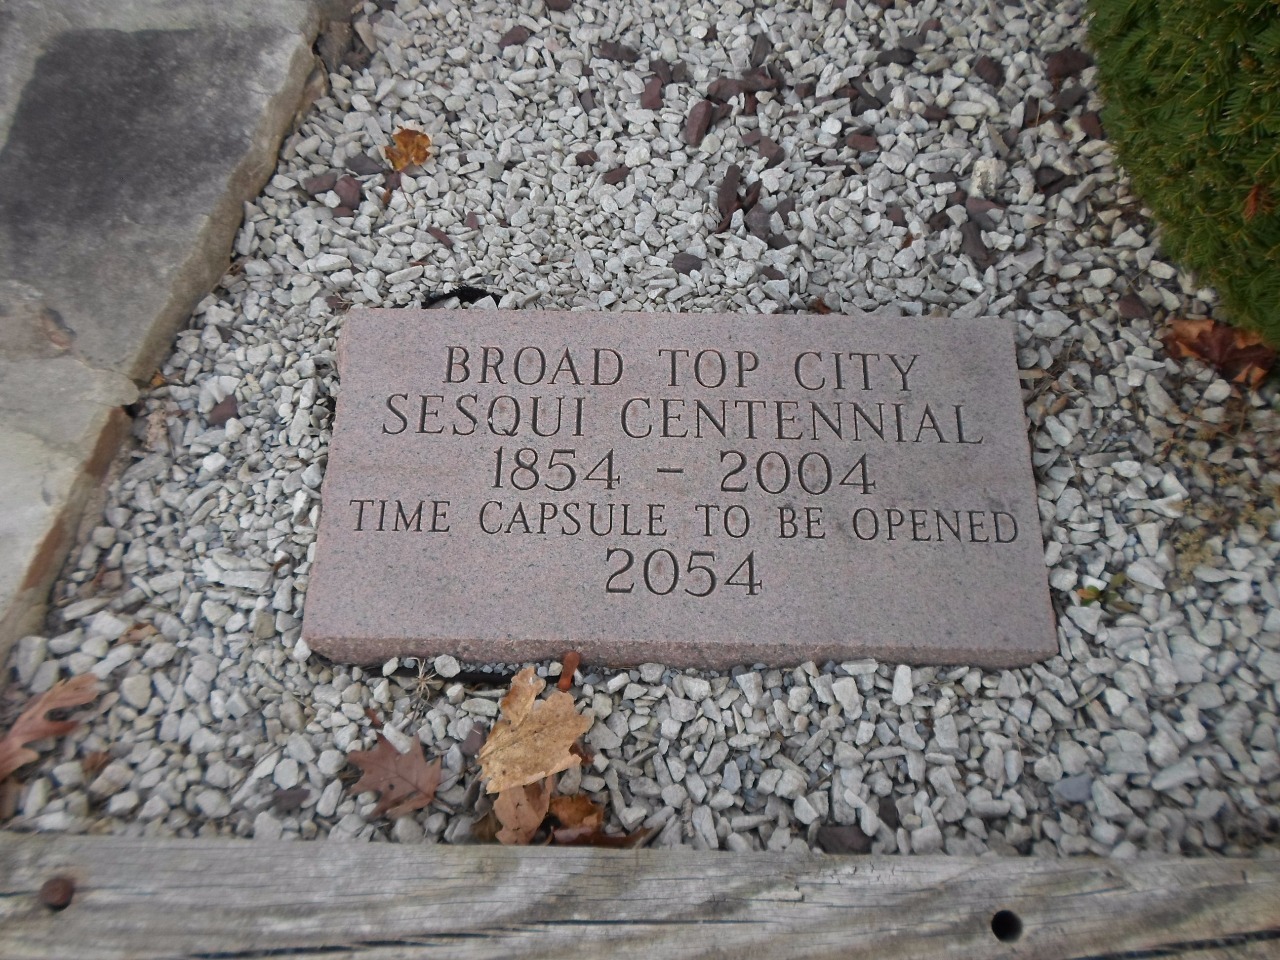 BROAD TOP CITY
SESQUI CENTENNIAL
1854 – 2004
TIME CAPSULE TO BE OPENED
2054